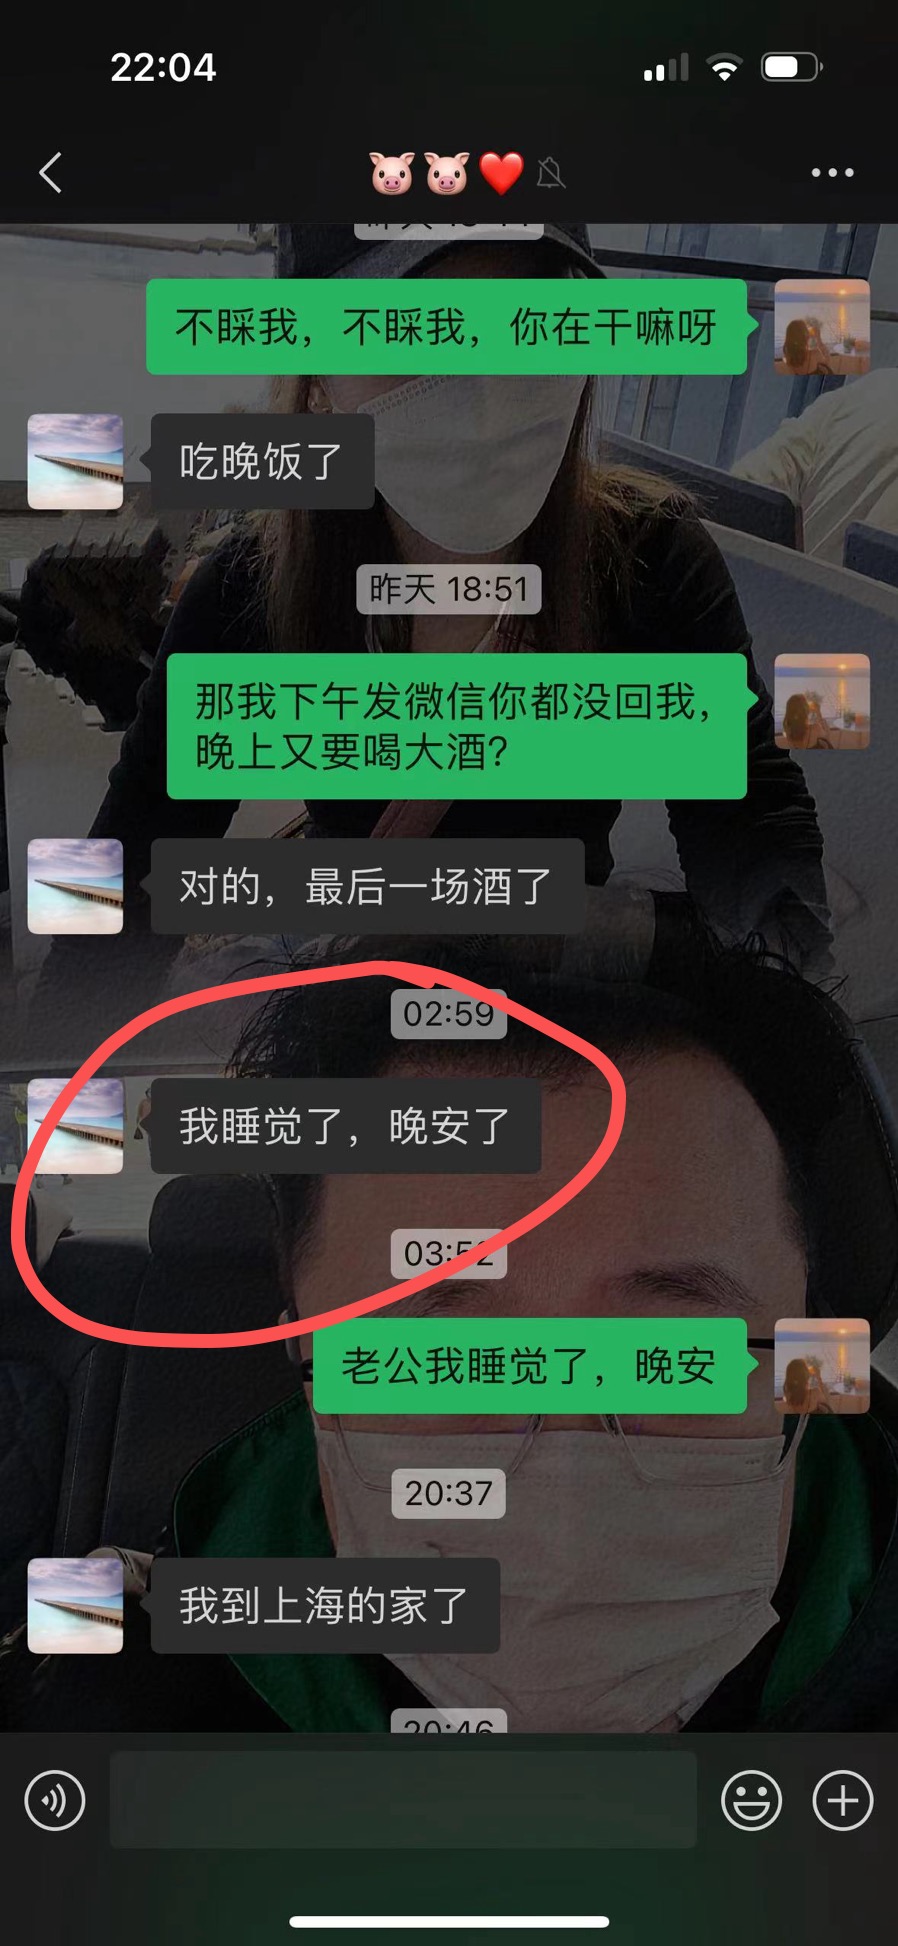 22:04
不睬我，不睬我，你在干嘛呀
吃晚饭了
昨天 18:51
那我下午发微信你都没回我，
晚上又要喝大酒？
对的，最后一场酒了
02:59
我睡觉了，晚安了
03:52
老公我睡觉了，晚安
20:37
我到上海的家了
20:46